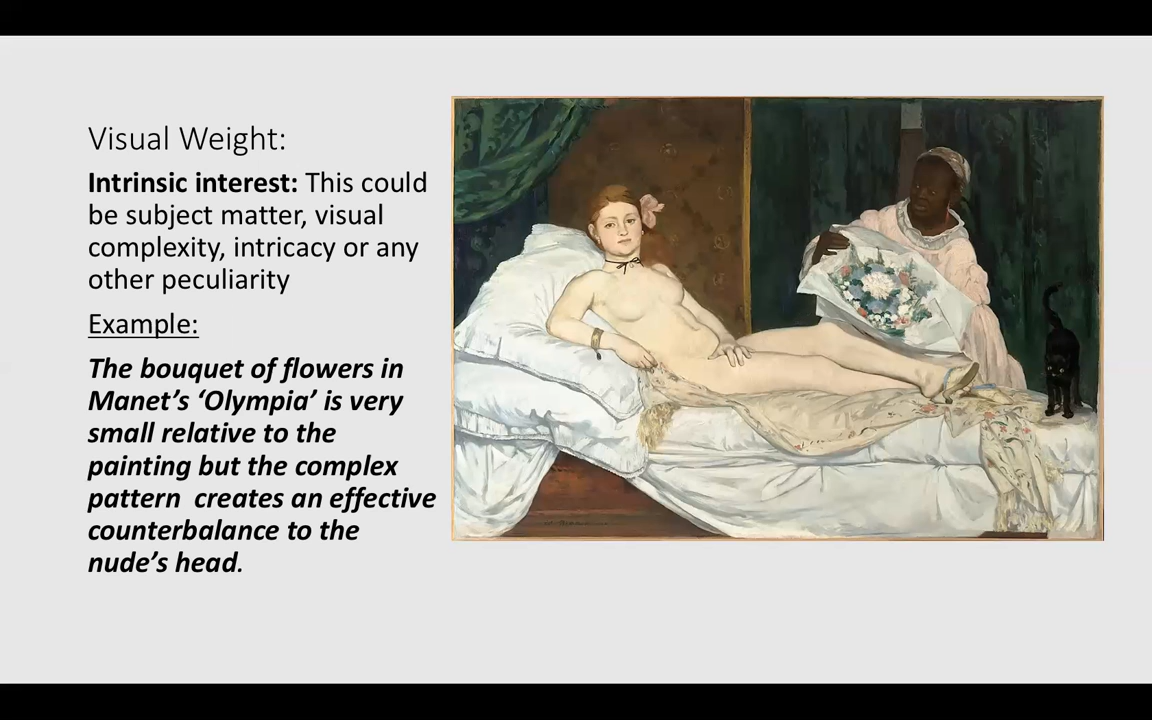 Visual Weight:
Intrinsic interest: This could
be subject matter, visual
complexity, intricacy or any
other peculiarity
Example:
The bouquet of flowers in
Manet’s ‘Olympia’ is very
small relative to the
painting but the complex
pattern  creates an effective
counterbalance to the
nude’s head.